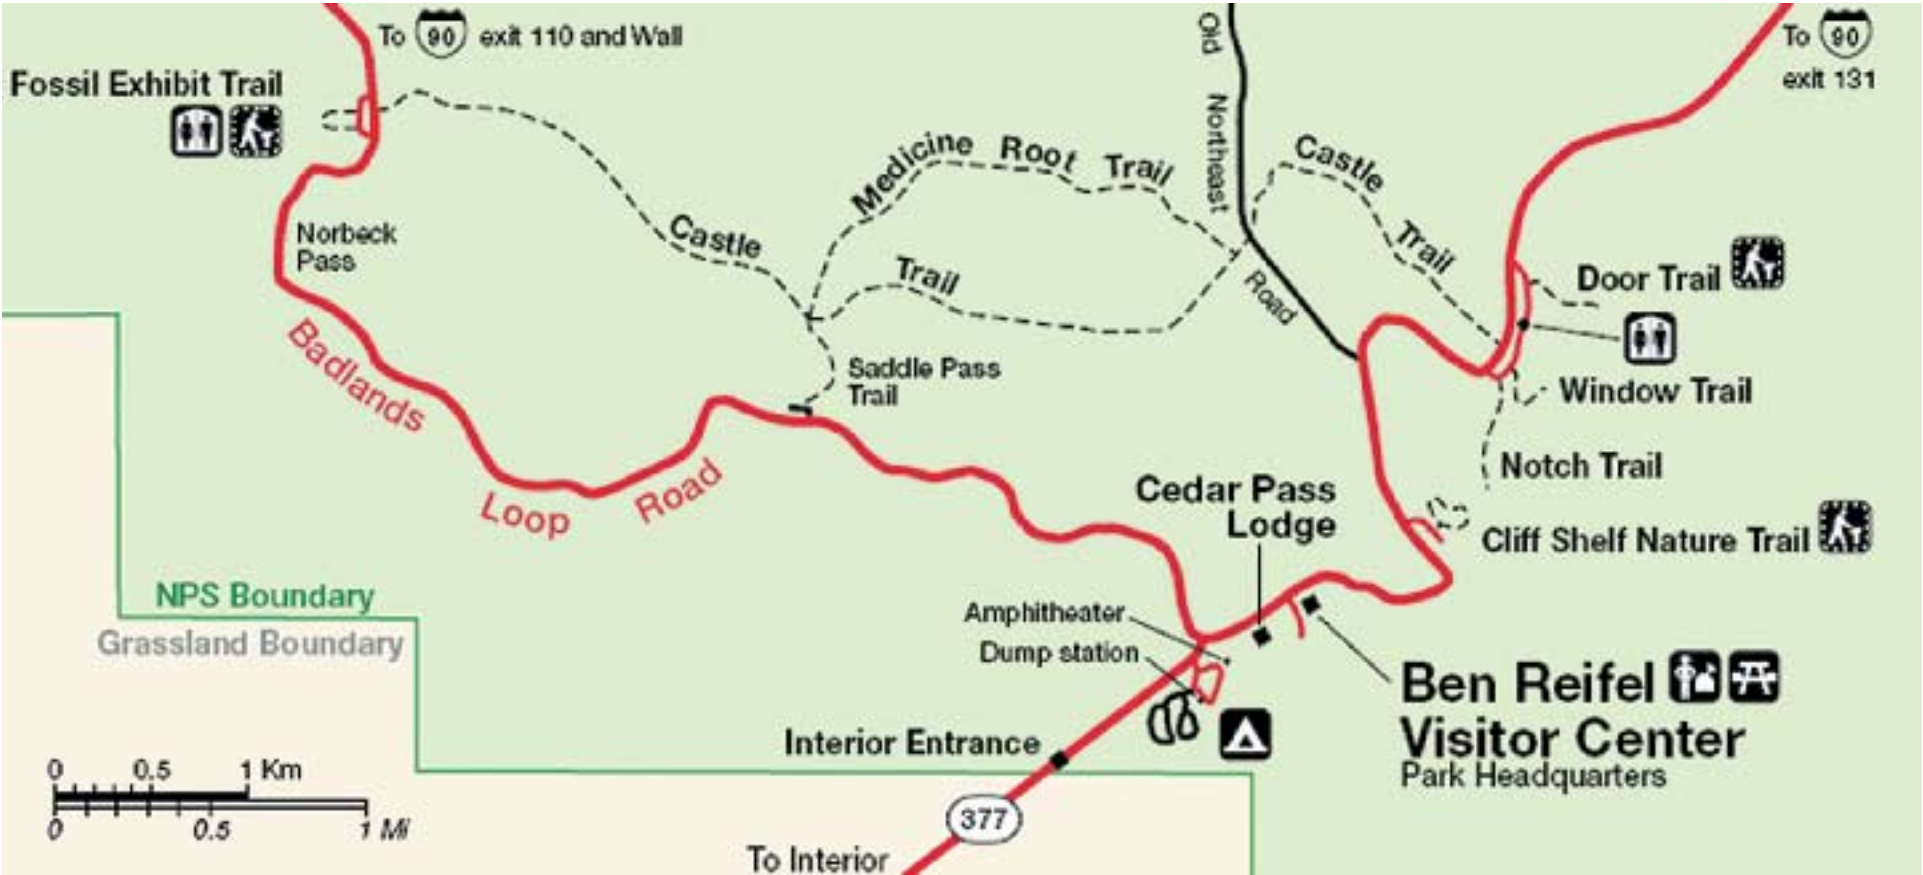 To 90 exit 110 and Wall
Fossil Exhibit Trail
Norbeck
Pass
Castle
Trail
Medicine Root Trail
Old Northeast Road
Castle
Trail
To 90
exit 131
Door Trail
Window Trail
Notch Trail
Cliff Shelf Nature Trail
Saddle Pass
Trail
Badlands
Loop
Road
Cedar Pass
Lodge
NPS Boundary
Grassland Boundary
Amphitheater
Dump station
Ben Reifel
Visitor Center
Park Headquarters
Interior Entrance
377
To Interior
0 0.5 1 Km
0 0.5 1 Mi